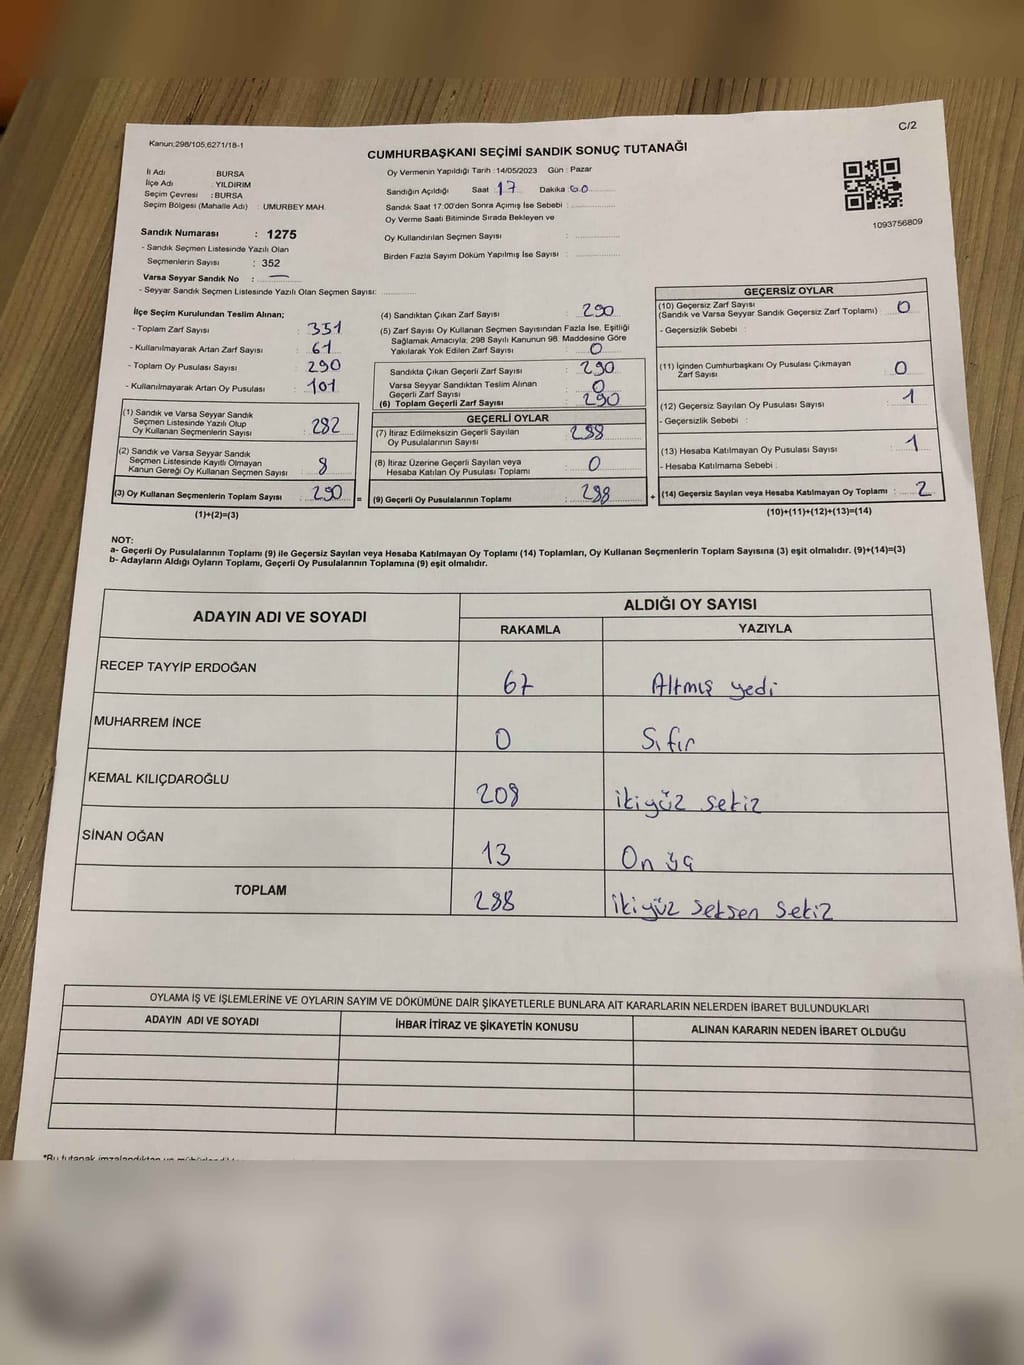 C/2
Kanun:298/105,6271/18-1
CUMHURBAŞKANI SEÇİMİ SANDIK SONUÇ TUTANAĞI
İli Adı : BURSA
İlçe Adı : YILDIRIM
Seçim Çevresi : BURSA
Seçim Bölgesi (Mahalle Adı) : UMURBEY MAH.
Oy Vermenin Yapıldığı Tarih :14/05/2023 Gün : Pazar
Sandığın Açıldığı Saat 17 Dakika 60
Sandık Saat 17:00'den Sonra Açımış İse Sebebi :
Oy Verme Saati Bitiminde Sırada Bekleyen ve
Oy Kullandırılan Seçmen Sayısı :
Birden Fazla Sayım Döküm Yapılmış İse Sayısı :
1093756809
Sandık Numarası : 1275
- Sandık Seçmen Listesinde Yazılı Olan
Seçmenlerin Sayısı : 352
Varsa Seyyar Sandık No : —
- Seyyar Sandık Seçmen Listesinde Yazılı Olan Seçmen Sayısı:
İlçe Seçim Kurulundan Teslim Alınan;
- Toplam Zarf Sayısı : 351
- Kullanılmayarak Artan Zarf Sayısı : 61
- Toplam Oy Pusulası Sayısı : 290
- Kullanılmayarak Artan Oy Pusulası : 101
(1) Sandık ve Varsa Seyyar Sandık
Seçmen Listesinde Yazılı Olup
Oy Kullanan Seçmenlerin Sayısı : 282
(2) Sandık ve Varsa Seyyar Sandık
Seçmen Listesinde Kayıtlı Olmayan
Kanun Gereği Oy Kullanan Seçmen Sayısı : 8
(3) Oy Kullanan Seçmenlerin Toplam Sayısı : 290 =
(1)+(2)=(3)
(4) Sandıktan Çıkan Zarf Sayısı : 290
(5) Zarf Sayısı Oy Kullanan Seçmen Sayısından Fazla İse, Eşitliği
Sağlamak Amacıyla; 298 Sayılı Kanunun 98. Maddesine Göre
Yakılarak Yok Edilen Zarf Sayısı : 0
Sandıkta Çıkan Geçerli Zarf Sayısı : 290
Varsa Seyyar Sandıktan Teslim Alınan
Geçerli Zarf Sayısı : 0
(6) Toplam Geçerli Zarf Sayısı : 290
GEÇERLİ OYLAR
(7) İtiraz Edilmeksizin Geçerli Sayılan
Oy Pusulalarının Sayısı : 288
(8) İtiraz Üzerine Geçerli Sayılan veya
Hesaba Katılan Oy Pusulası Toplamı : 0
(9) Geçerli Oy Pusulalarının Toplamı : 288 +
GEÇERSİZ OYLAR
(10) Geçersiz Zarf Sayısı
(Sandık ve Varsa Seyyar Sandık Geçersiz Zarf Toplamı) : 0
- Geçersizlik Sebebi :
(11) İçinden Cumhurbaşkanı Oy Pusulası Çıkmayan
Zarf Sayısı : 0
(12) Geçersiz Sayılan Oy Pusulası Sayısı : 1
- Geçersizlik Sebebi :
(13) Hesaba Katılmayan Oy Pusulası Sayısı : 1
- Hesaba Katılmama Sebebi :
(14) Geçersiz Sayılan veya Hesaba Katılmayan Oy Toplamı : 2
(10)+(11)+(12)+(13)=(14)
NOT:
a- Geçerli Oy Pusulalarının Toplamı (9) ile Geçersiz Sayılan veya Hesaba Katılmayan Oy Toplamı (14) Toplamları, Oy Kullanan Seçmenlerin Toplam Sayısına (3) eşit olmalıdır. (9)+(14)=(3)
b- Adayların Aldığı Oyların Toplamı, Geçerli Oy Pusulalarının Toplamına (9) eşit olmalıdır.
ADAYIN ADI VE SOYADI ALDIĞI OY SAYISI
RAKAMLA YAZIYLA
RECEP TAYYİP ERDOĞAN 67 Altmış yedi
MUHARREM İNCE 0 Sıfır
KEMAL KILIÇDAROĞLU 208 ikiyüz sekiz
SİNAN OĞAN 13 On üç
TOPLAM 288 ikiyüz seksen sekiz
OYLAMA İŞ VE İŞLEMLERİNE VE OYLARIN SAYIM VE DÖKÜMÜNE DAİR ŞİKAYETLERLE BUNLARA AİT KARARLARIN NELERDEN İBARET BULUNDUKLARI
ADAYIN ADI VE SOYADI İHBAR İTİRAZ VE ŞİKAYETİN KONUSU ALINAN KARARIN NEDEN İBARET OLDUĞU
*Bu tutanak imzalandıktan ve